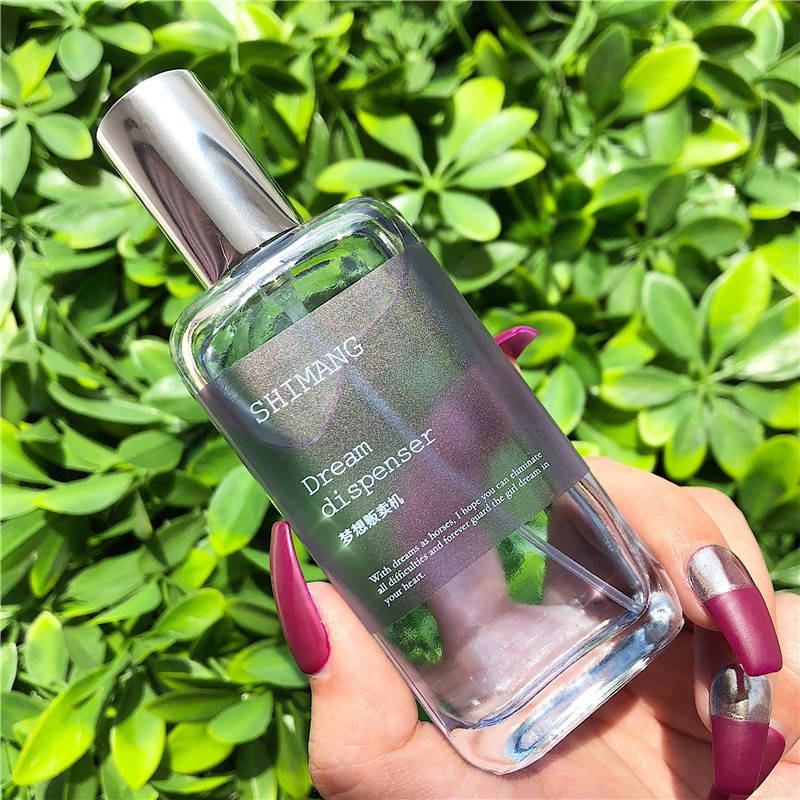 SHIMANG
Dream
dispenser
梦想贩卖机
With dreams as horses, I hope you can eliminate
all difficulties and forever guard the girl dream in
your heart.